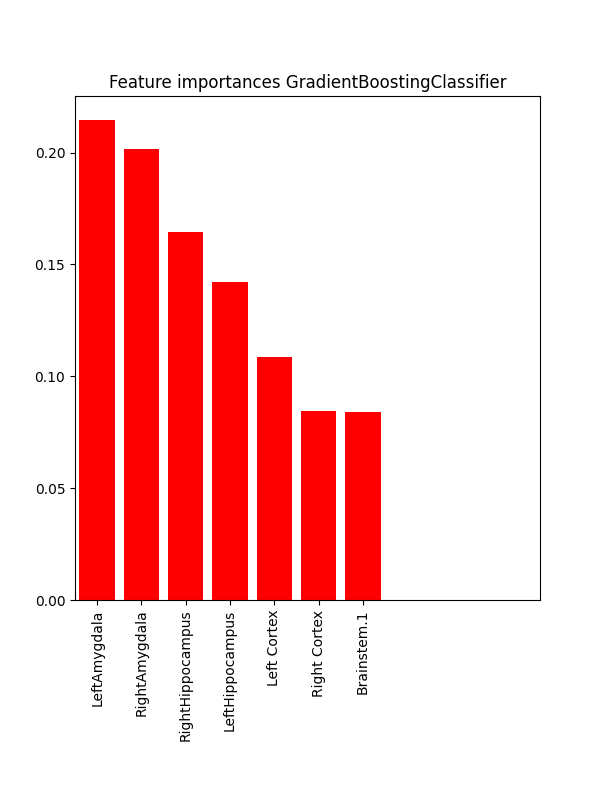 Feature importances GradientBoostingClassifier
0.20
0.15
0.10
0.05
0.00
LeftAmygdala
RightAmygdala
RightHippocampus
LeftHippocampus
Left Cortex
Right Cortex
Brainstem.1